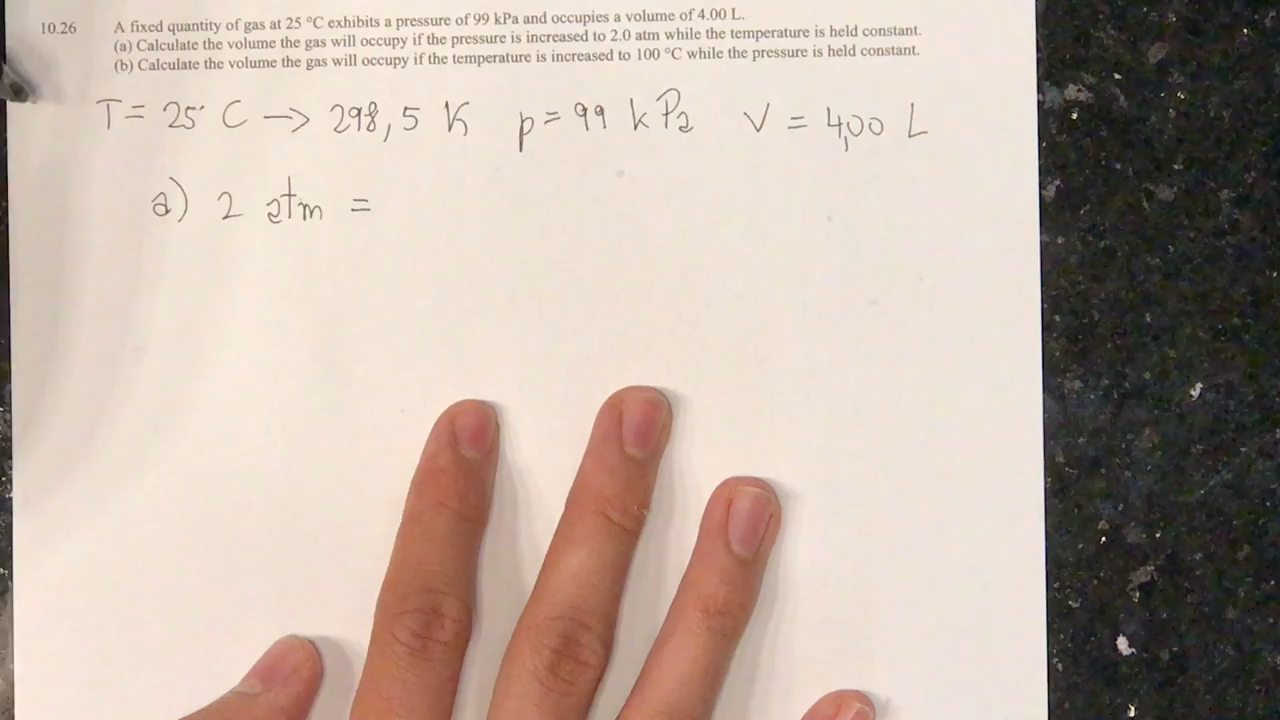 10.26 A fixed quantity of gas at 25 °C exhibits a pressure of 99 kPa and occupies a volume of 4.00 L.
(a) Calculate the volume the gas will occupy if the pressure is increased to 2.0 atm while the temperature is held constant.
(b) Calculate the volume the gas will occupy if the temperature is increased to 100 °C while the pressure is held constant.
T = 25° C → 298,5 K p = 99 kPa V = 4,00 L
a) 2 atm =